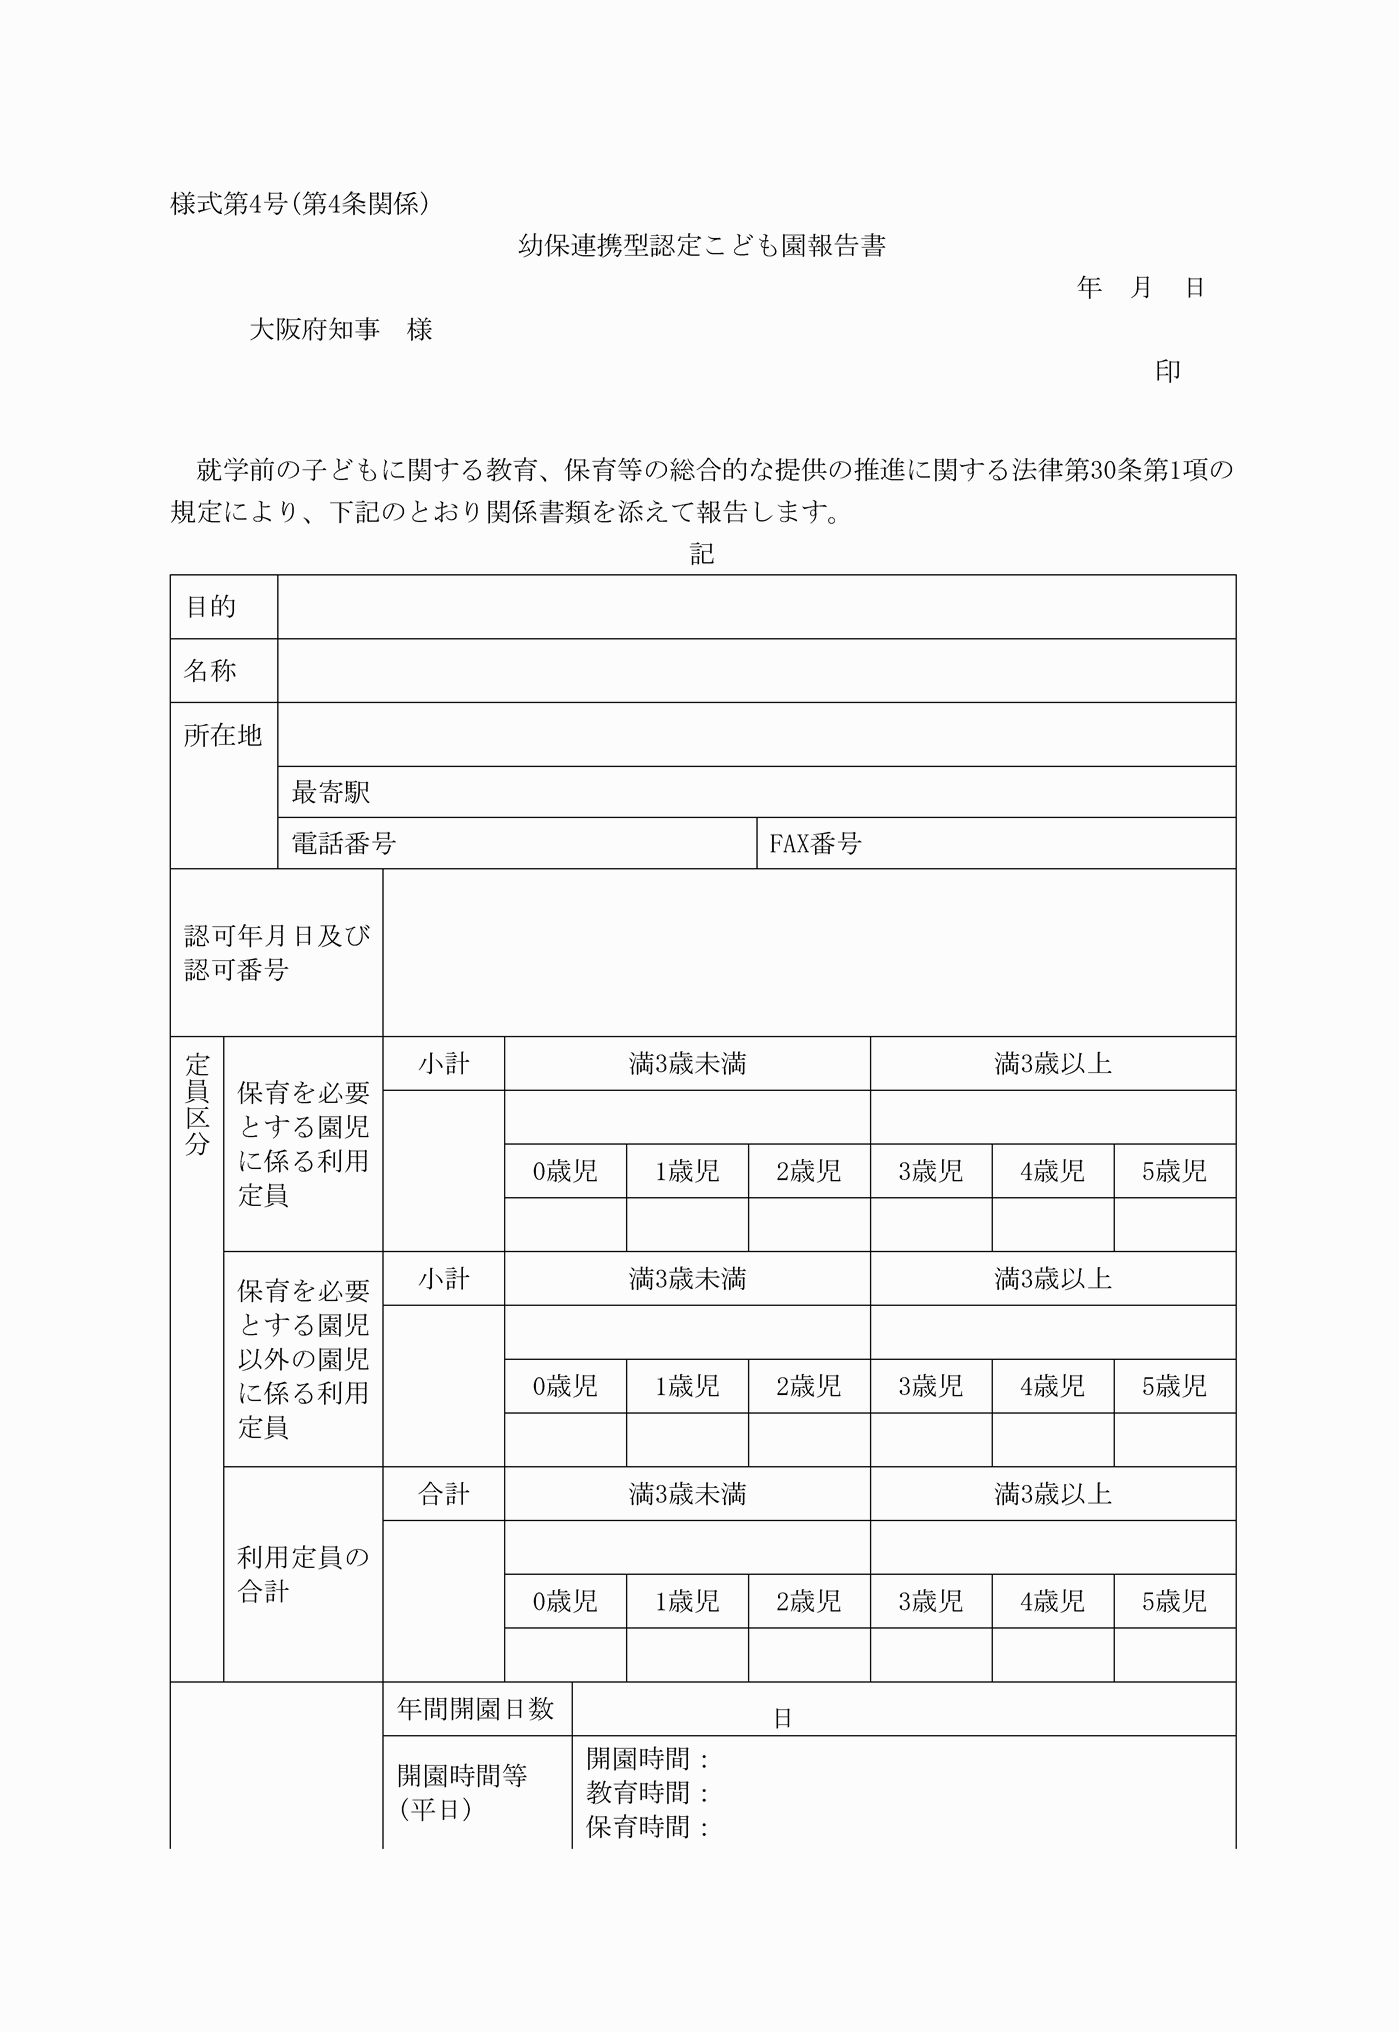 様式第4号(第4条関係)
幼保連携型認定こども園報告書
年　月　日
大阪府知事　様
印
就学前の子どもに関する教育、保育等の総合的な提供の推進に関する法律第30条第1項の
規定により、下記のとおり関係書類を添えて報告します。
記
目的
名称
所在地
最寄駅
電話番号　FAX番号
認可年月日及び
認可番号
定員区分
保育を必要
とする園児
に係る利用
定員
小計　満3歳未満　満3歳以上
0歳児　1歳児　2歳児　3歳児　4歳児　5歳児
保育を必要
とする園児
以外の園児
に係る利用
定員
小計　満3歳未満　満3歳以上
0歳児　1歳児　2歳児　3歳児　4歳児　5歳児
利用定員の
合計
合計　満3歳未満　満3歳以上
0歳児　1歳児　2歳児　3歳児　4歳児　5歳児
年間開園日数　日
開園時間等
(平日)
開園時間：
教育時間：
保育時間：